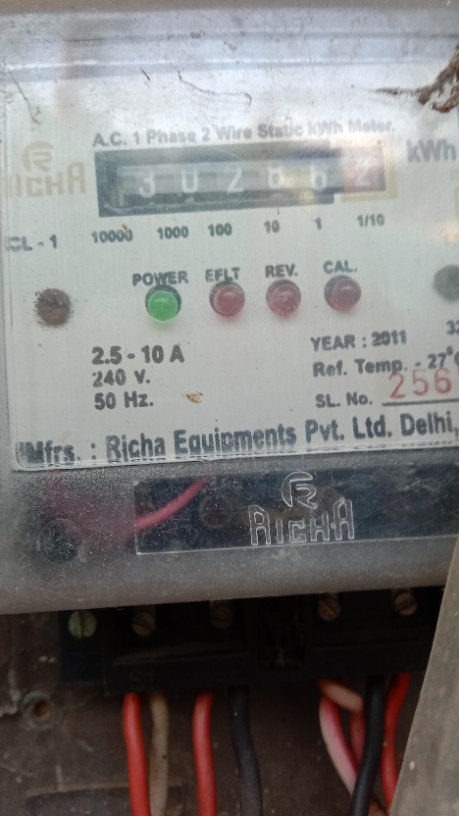 A.C. 1 Phase 2 Wire Static kWh Meter
RICHA
3 0 2 6 6 2
kWh
CL - 1
10000 1000 100 10 1 1/10
POWER EFLT REV. CAL.
2.5 - 10 A
240 V.
50 Hz.
YEAR : 2011
Ref. Temp. - 27°C
SL. No. 256
Mfrs. : Richa Equipments Pvt. Ltd. Delhi,
RICHA